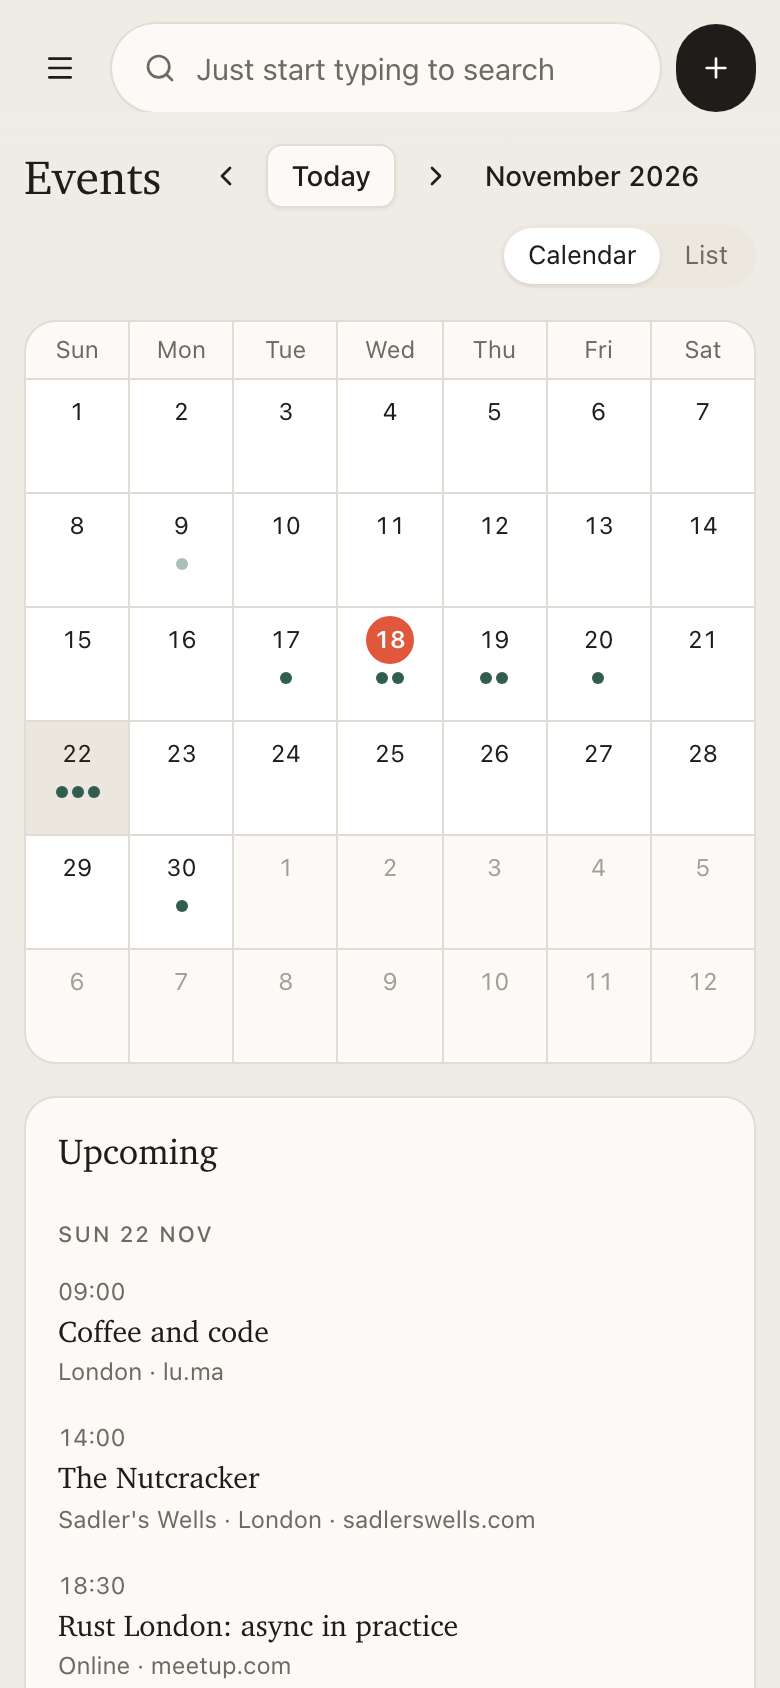 Just start typing to search
Events Today November 2026
Calendar List
Sun Mon Tue Wed Thu Fri Sat
1 2 3 4 5 6 7
8 9 10 11 12 13 14
15 16 17 18 19 20 21
22 23 24 25 26 27 28
29 30 1 2 3 4 5
6 7 8 9 10 11 12
Upcoming
SUN 22 NOV
09:00
Coffee and code
London · lu.ma
14:00
The Nutcracker
Sadler's Wells · London · sadlerswells.com
18:30
Rust London: async in practice
Online · meetup.com